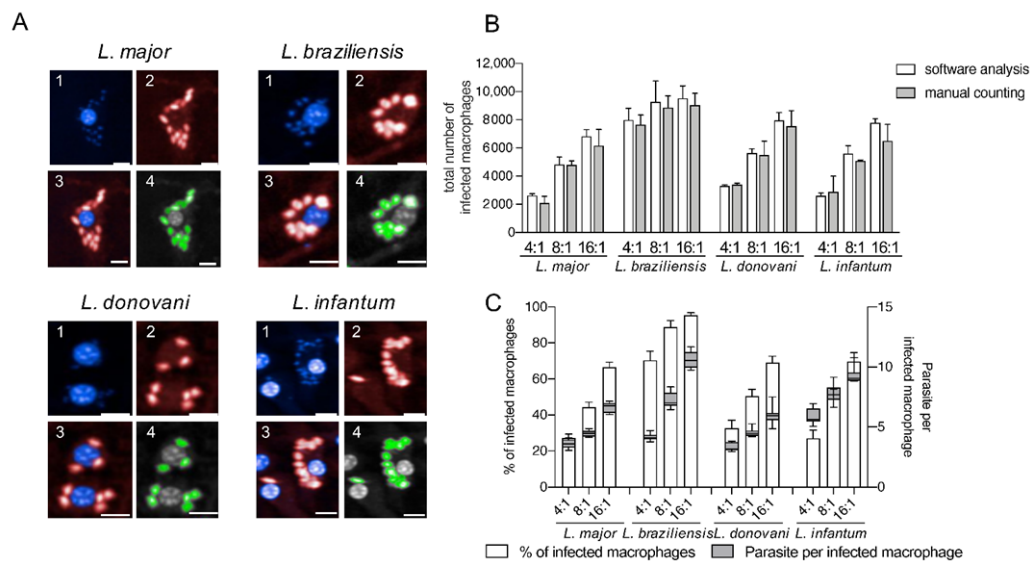 A
L. major
L. braziliensis
1 2 1 2
3 4 3 4
L. donovani
L. infantum
1 2 1 2
3 4 3 4
B
total number of
infected macrophages
12,000
10,000
8000
6000
4000
2000
0
software analysis
manual counting
4:1 8:1 16:1 4:1 8:1 16:1 4:1 8:1 16:1 4:1 8:1 16:1
L. major L. braziliensis L. donovani L. infantum
C
% of infected macrophages
100
80
60
40
20
0
15
10
5
0
Parasite per
infected macrophage
4:1 8:1 16:1 4:1 8:1 16:1 4:1 8:1 16:1 4:1 8:1 16:1
L. major L. braziliensis L. donovani L. infantum
% of infected macrophages Parasite per infected macrophage